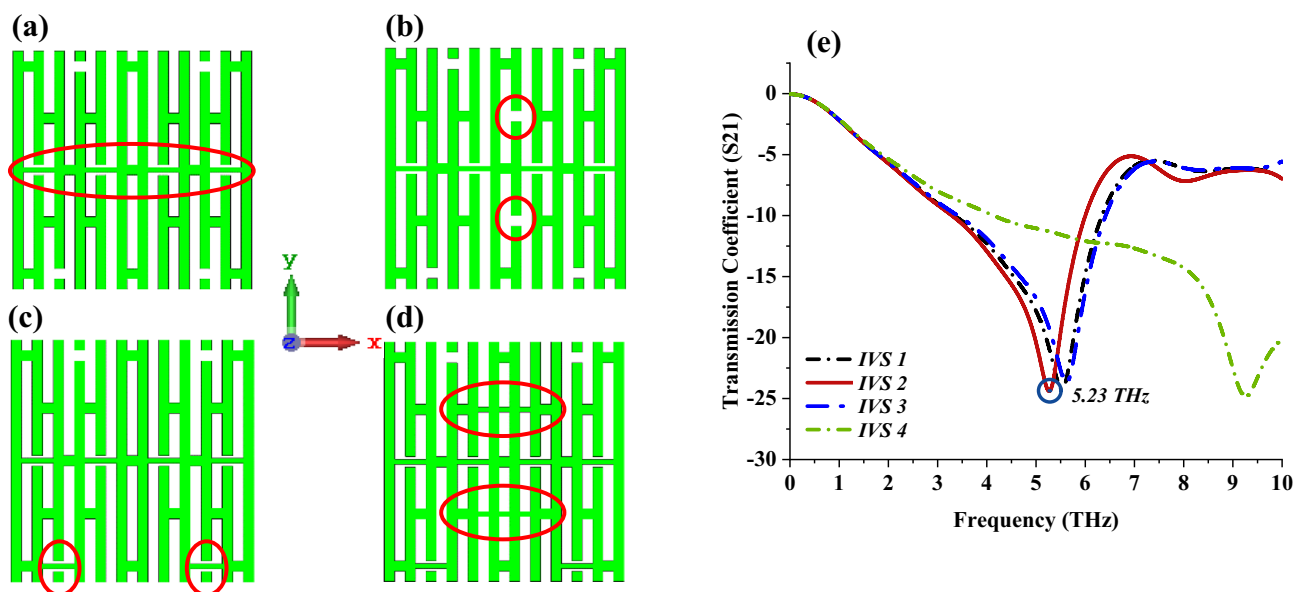 (a)
(b)
(c)
(d)
y
z
x
(e)
Transmission Coefficient (S21)
0
-5
-10
-15
-20
-25
-30
IVS 1
IVS 2
IVS 3
IVS 4
5.23 THz
0 1 2 3 4 5 6 7 8 9 10
Frequency (THz)